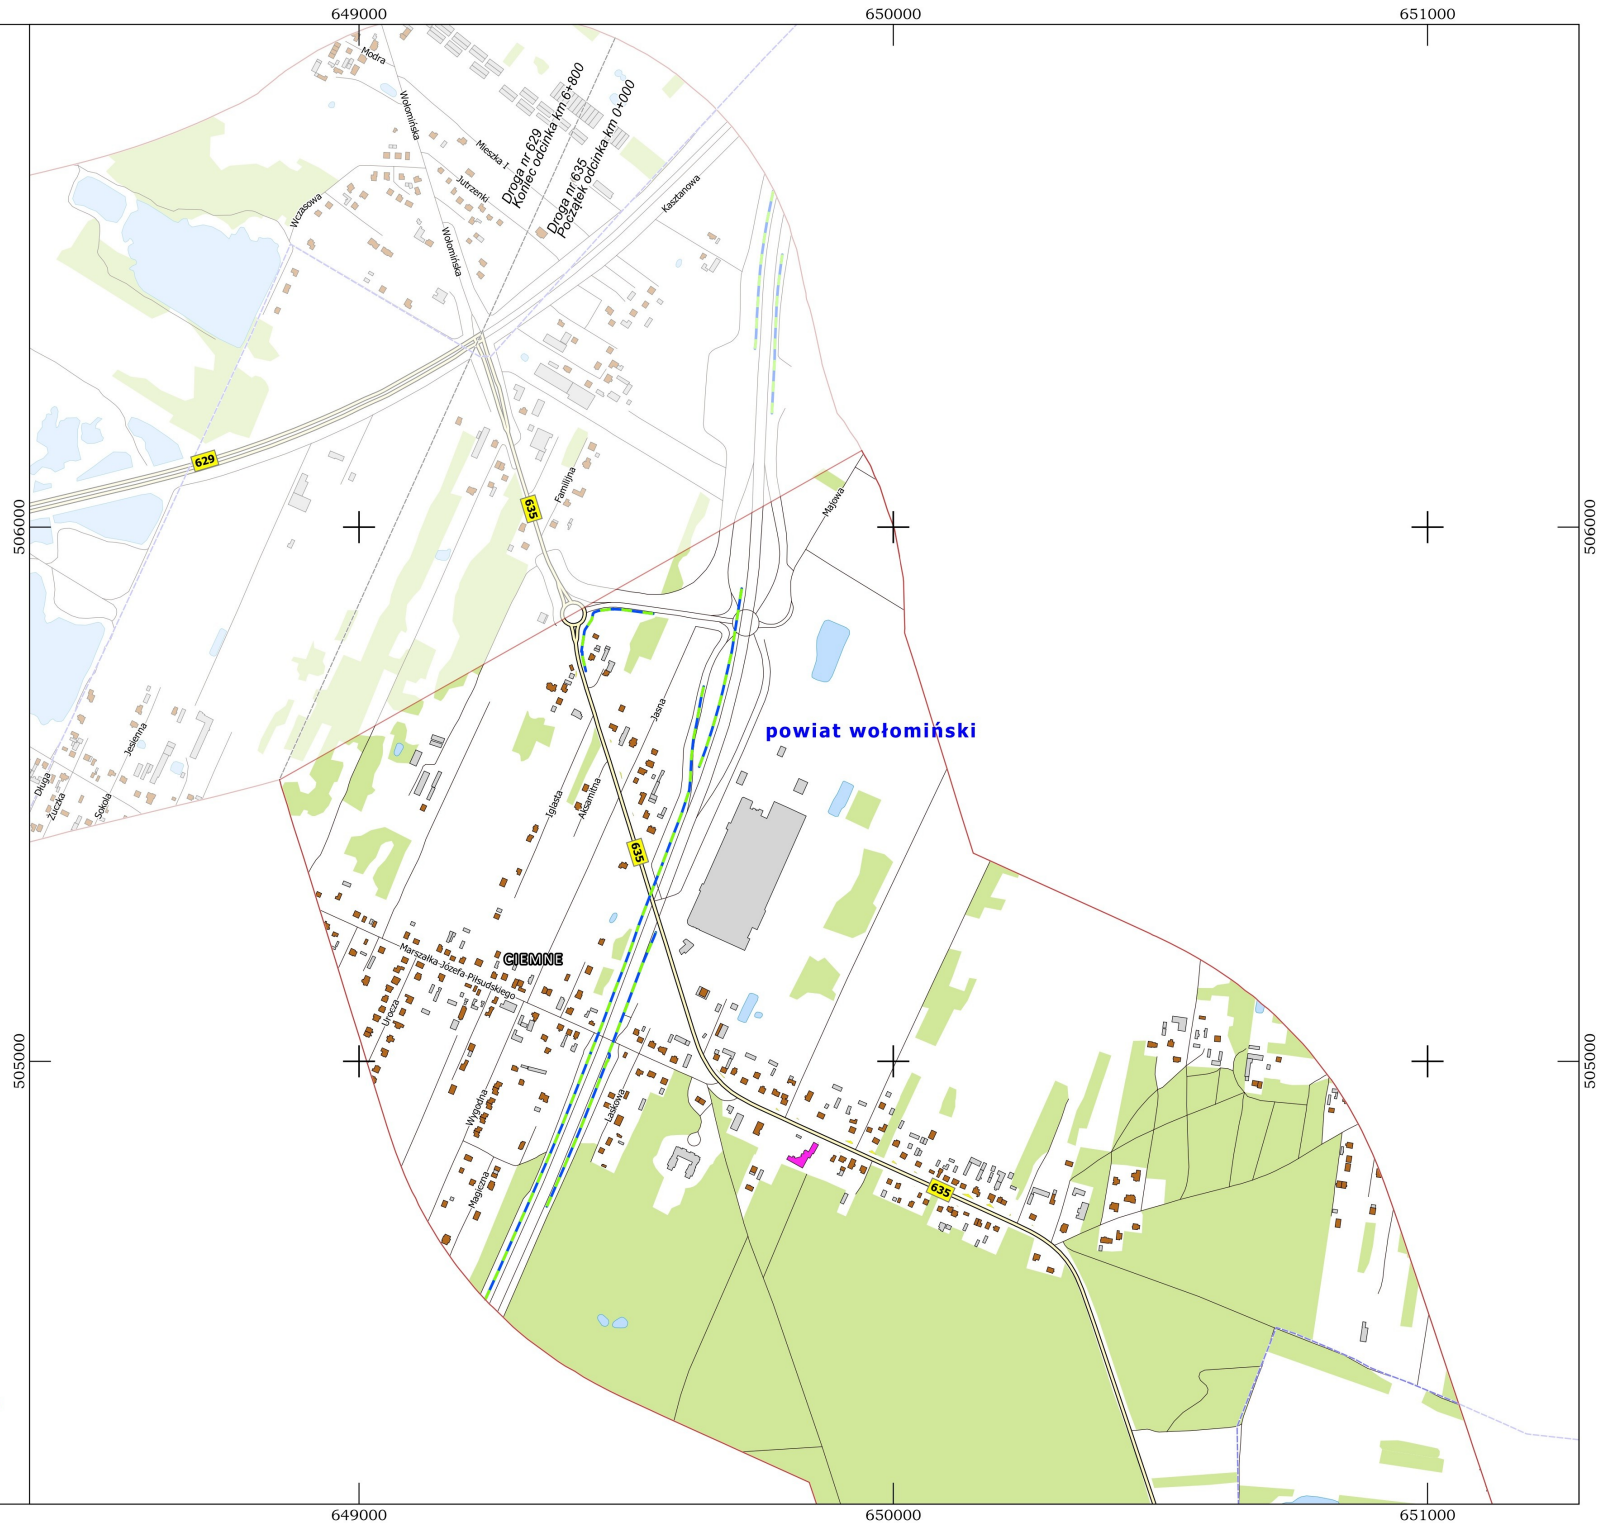 649000
650000
651000
Modra
Wołomińska
Mieszka I
Jutrzenki
Wczasowa
Wołomińska
Droga nr 629
Koniec odcinka km 6+800
Droga nr 635
Początek odcinka km 0+000
Kasztanowa
629
635
Familijna
Majowa
506000
506000
Jasna
powiat wołomiński
Jesienna
Długa
Żuczka
Sokola
Iglasta
Aksamitna
635
CIEMNE
Marszałka Józefa Piłsudskiego
Urocza
505000
505000
Wygodna
Laskowa
Magiczna
635
649000
650000
651000